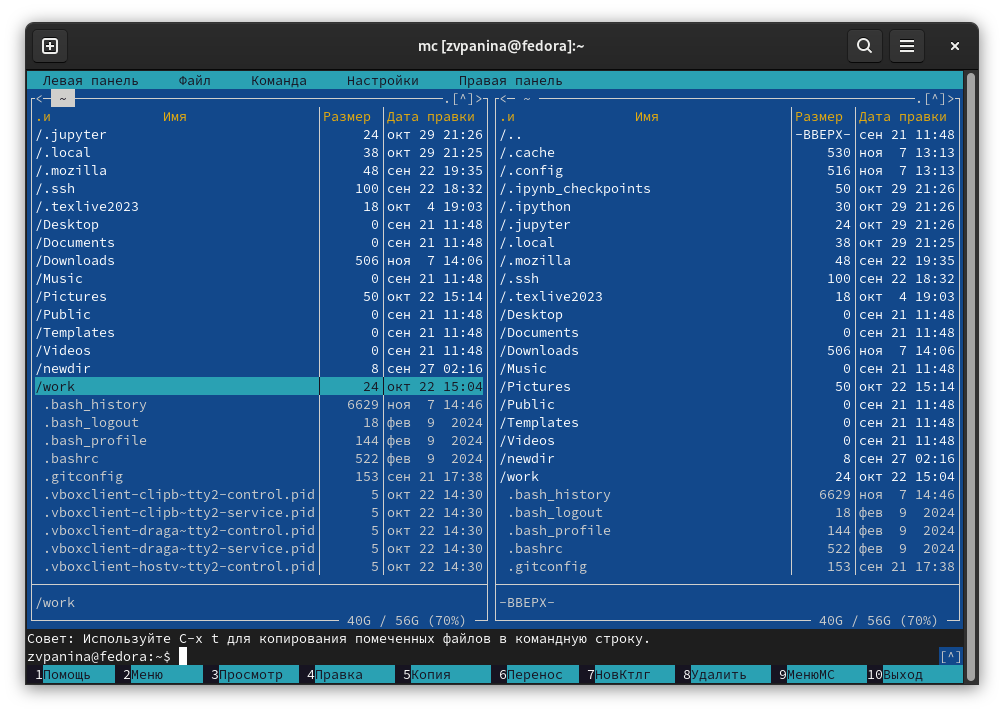 mc [zvpanina@fedora]:~
Левая панель Файл Команда Настройки Правая панель
<— ~ .[^]> <— ~ .[^]>
.и Имя Размер Дата правки .и Имя Размер Дата правки
/.jupyter 24 окт 29 21:26 /.. -ВВЕРХ- сен 21 11:48
/.local 38 окт 29 21:25 /.cache 530 ноя 7 13:13
/.mozilla 48 сен 22 19:35 /.config 516 ноя 7 13:13
/.ssh 100 сен 22 18:32 /.ipynb_checkpoints 50 окт 29 21:26
/.texlive2023 18 окт 4 19:03 /.ipython 30 окт 29 21:26
/Desktop 0 сен 21 11:48 /.jupyter 24 окт 29 21:26
/Documents 0 сен 21 11:48 /.local 38 окт 29 21:25
/Downloads 506 ноя 7 14:06 /.mozilla 48 сен 22 19:35
/Music 0 сен 21 11:48 /.ssh 100 сен 22 18:32
/Pictures 50 окт 22 15:14 /.texlive2023 18 окт 4 19:03
/Public 0 сен 21 11:48 /Desktop 0 сен 21 11:48
/Templates 0 сен 21 11:48 /Documents 0 сен 21 11:48
/Videos 0 сен 21 11:48 /Downloads 506 ноя 7 14:06
/newdir 8 сен 27 02:16 /Music 0 сен 21 11:48
/work 24 окт 22 15:04 /Pictures 50 окт 22 15:14
.bash_history 6629 ноя 7 14:46 /Public 0 сен 21 11:48
.bash_logout 18 фев 9 2024 /Templates 0 сен 21 11:48
.bash_profile 144 фев 9 2024 /Videos 0 сен 21 11:48
.bashrc 522 фев 9 2024 /newdir 8 сен 27 02:16
.gitconfig 153 сен 21 17:38 /work 24 окт 22 15:04
.vboxclient-clipb~tty2-control.pid 5 окт 22 14:30 .bash_history 6629 ноя 7 14:46
.vboxclient-clipb~tty2-service.pid 5 окт 22 14:30 .bash_logout 18 фев 9 2024
.vboxclient-draga~tty2-control.pid 5 окт 22 14:30 .bash_profile 144 фев 9 2024
.vboxclient-draga~tty2-service.pid 5 окт 22 14:30 .bashrc 522 фев 9 2024
.vboxclient-hostv~tty2-control.pid 5 окт 22 14:30 .gitconfig 153 сен 21 17:38
/work -ВВЕРХ-
40G / 56G (70%) 40G / 56G (70%)
Совет: Используйте C-x t для копирования помеченных файлов в командную строку.
zvpanina@fedora:~$ [^]
1Помощь 2Меню 3Просмотр 4Правка 5Копия 6Перенос 7НовКтлг 8Удалить 9МенюMC 10Выход